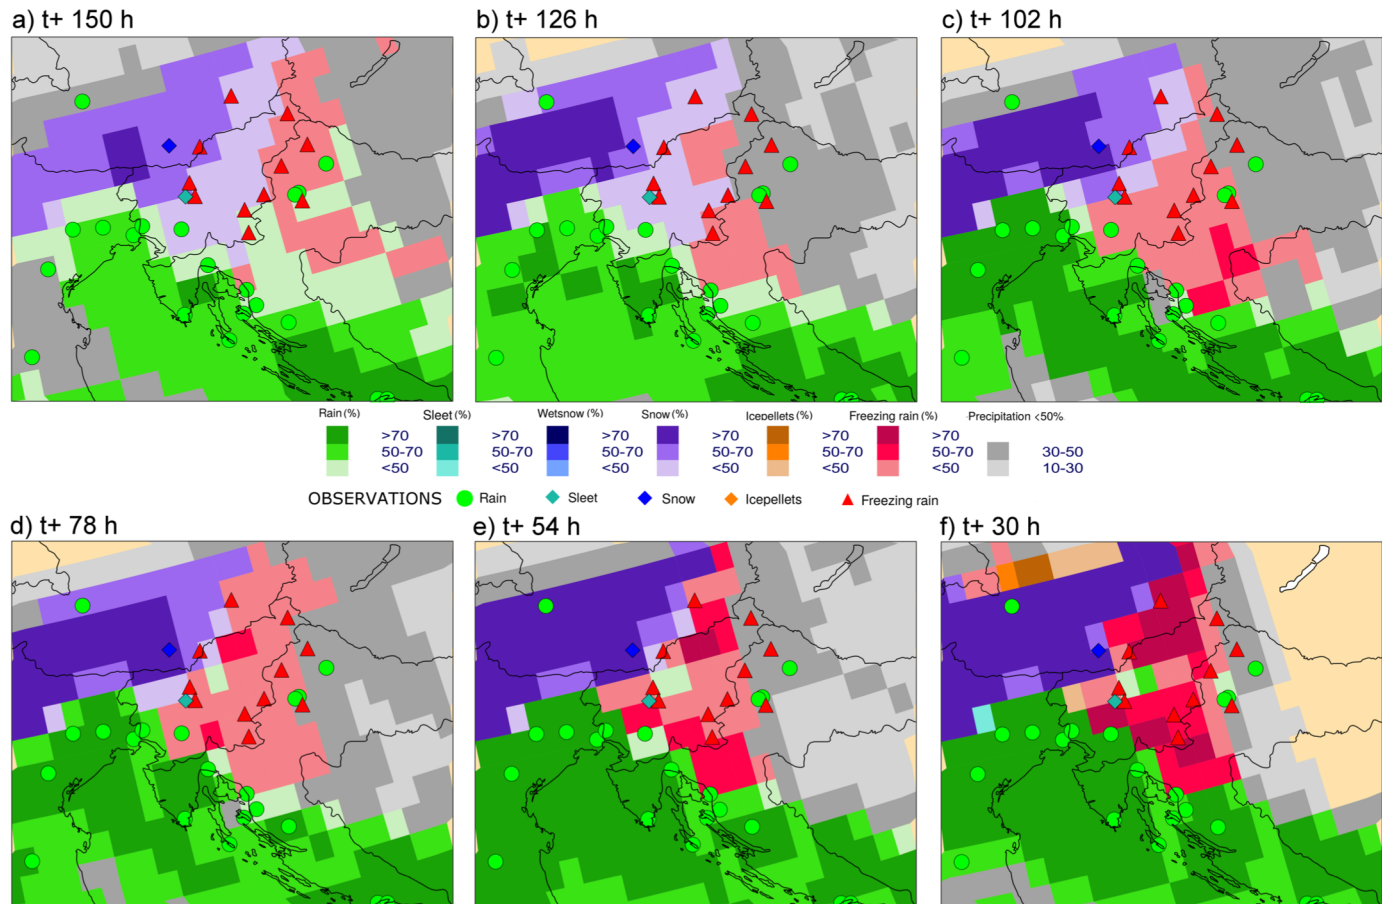 a) t+ 150 h
b) t+ 126 h
c) t+ 102 h
Rain (%) Sleet (%) Wetsnow (%) Snow (%) Icepellets (%) Freezing rain (%) Precipitation <50%
>70 >70 >70 >70 >70 >70
50-70 50-70 50-70 50-70 50-70 50-70 30-50
<50 <50 <50 <50 <50 <50 10-30
OBSERVATIONS Rain Sleet Snow Icepellets Freezing rain
d) t+ 78 h
e) t+ 54 h
f) t+ 30 h